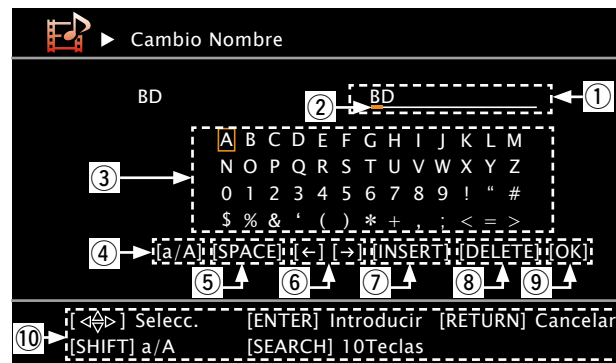 ▶ Cambio Nombre
BD
BD
①
②
③
A B C D E F G H I J K L M
N O P Q R S T U V W X Y Z
0 1 2 3 4 5 6 7 8 9 ! “ #
$ % & ‘ ( ) * + , ; < = >
④ [a/A] [SPACE] [←] [→] [INSERT] [DELETE] [OK]
⑤ ⑥ ⑦ ⑧ ⑨
⑩ [◁△▽▷] Selecc. [ENTER] Introducir [RETURN] Cancelar
[SHIFT] a/A [SEARCH] 10Teclas